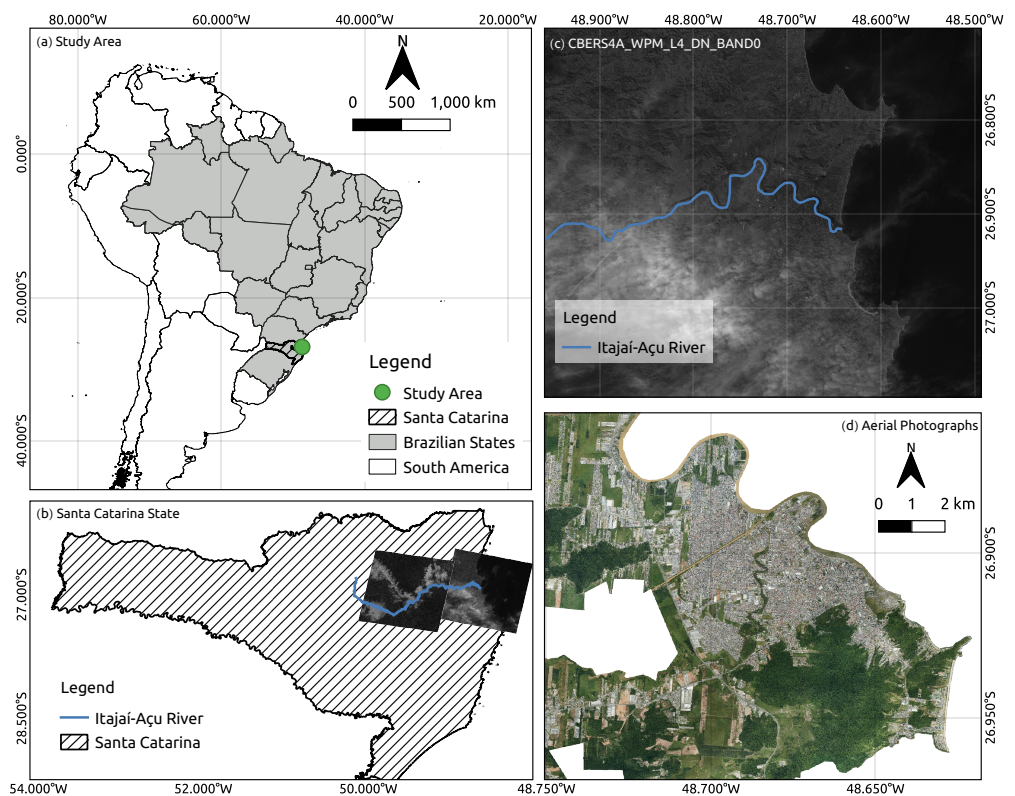 80.000°W 60.000°W 40.000°W 20.000°W
(a) Study Area
N
0 500 1,000 km
0.000°
20.000°S
40.000°S
Legend
Study Area
Santa Catarina
Brazilian States
South America
48.900°W 48.800°W 48.700°W 48.600°W 48.500°W
(c) CBERS4A_WPM_L4_DN_BAND0
26.800°S
26.900°S
27.000°S
Legend
Itajaí-Açu River
(b) Santa Catarina State
27.000°S
28.500°S
Legend
Itajaí-Açu River
Santa Catarina
54.000°W 52.000°W 50.000°W
(d) Aerial Photographs
N
0 1 2 km
26.900°S
26.950°S
48.750°W 48.700°W 48.650°W